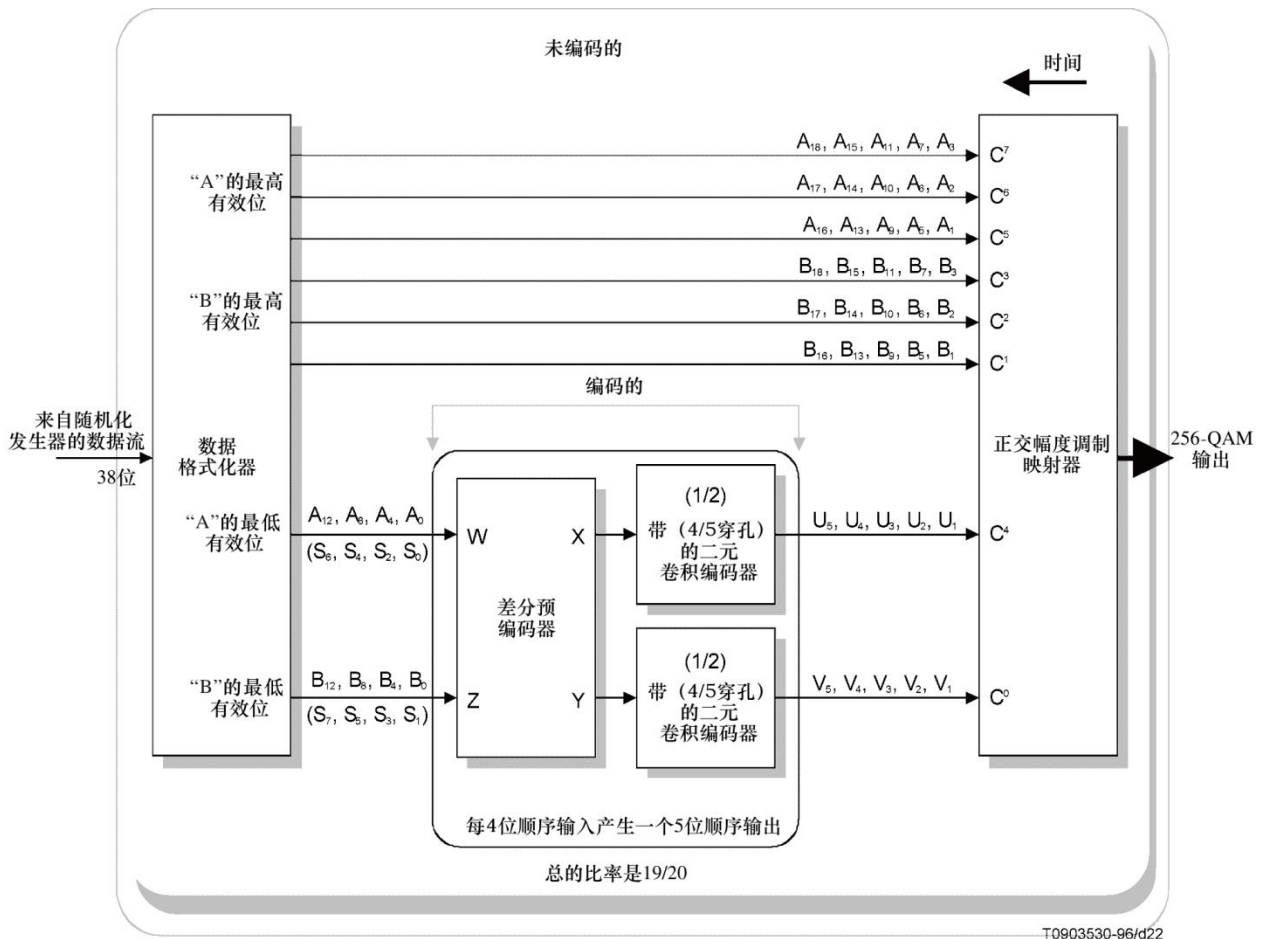 未编码的
时间
A₁₈, A₁₅, A₁₁, A₇, A₃
C⁷
“A”的最高
有效位
A₁₇, A₁₄, A₁₀, A₆, A₂
C⁶
A₁₆, A₁₃, A₉, A₅, A₁
C⁵
B₁₈, B₁₅, B₁₁, B₇, B₃
C³
“B”的最高
有效位
B₁₇, B₁₄, B₁₀, B₆, B₂
C²
B₁₆, B₁₃, B₉, B₅, B₁
C¹
编码的
来自随机化
发生器的数据流
38位
数据
格式化器
正交幅度调制
映射器
256-QAM
输出
“A”的最低
有效位
A₁₂, A₈, A₄, A₀
(S₆, S₄, S₂, S₀)
W
X
(1/2)
带（4/5穿孔）
的二元
卷积编码器
U₅, U₄, U₃, U₂, U₁
C⁴
差分预
编码器
“B”的最低
有效位
B₁₂, B₈, B₄, B₀
(S₇, S₅, S₃, S₁)
Z
Y
(1/2)
带（4/5穿孔）
的二元
卷积编码器
V₅, V₄, V₃, V₂, V₁
C⁰
每4位顺序输入产生一个5位顺序输出
总的比率是19/20
T0903530-96/d22